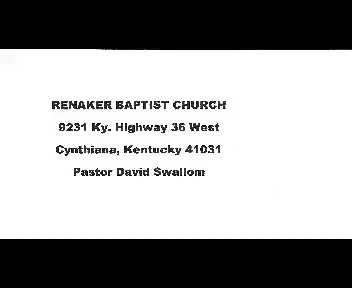 RENAKER BAPTIST CHURCH
9231 Ky. Highway 36 West
Cynthiana, Kentucky 41031
Pastor David Swallom